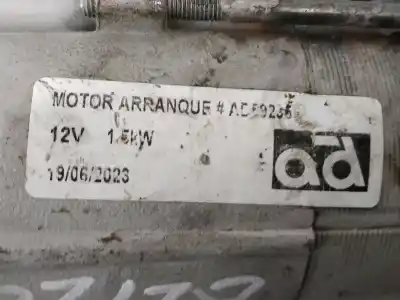 MOTOR ARRANQUE #
12V 1.5kW
ad
19/06/2023